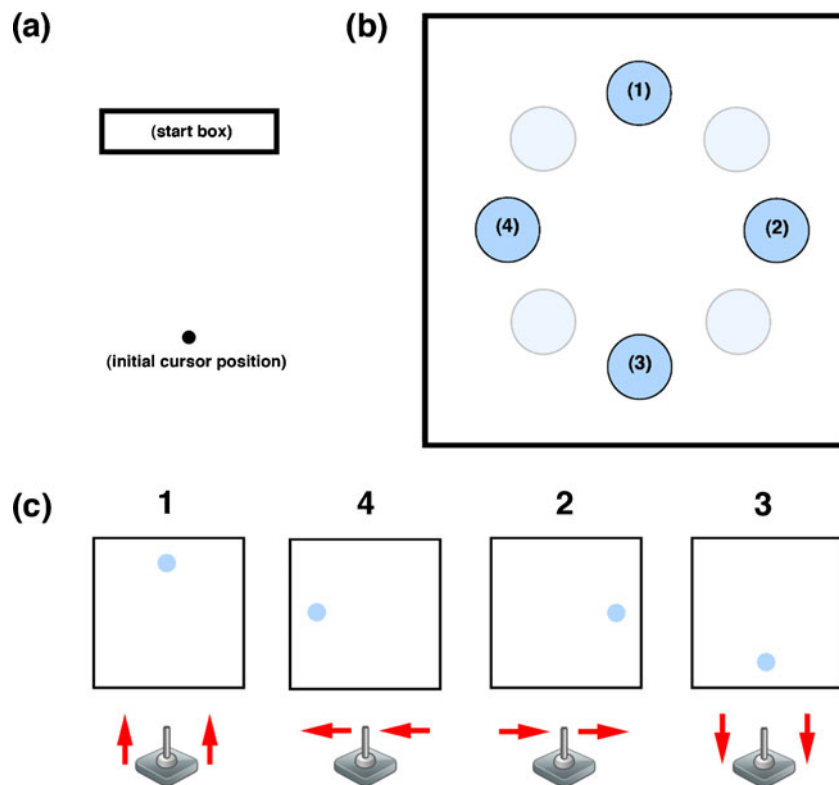 (a)
(start box)
(initial cursor position)
(b)
(1)
(4)
(2)
(3)
(c)
1 4 2 3